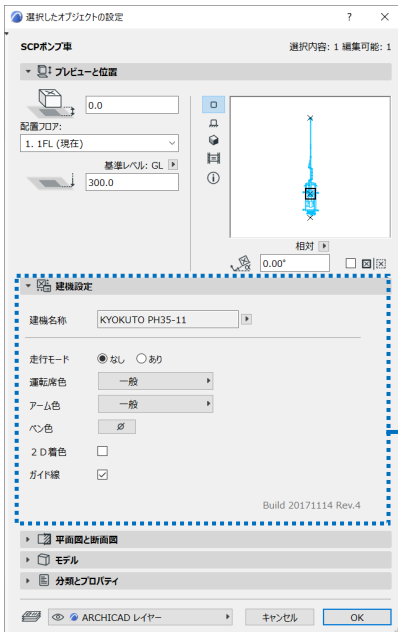 選択したオブジェクトの設定 ? ×
SCPポンプ車 選択内容: 1 編集可能: 1
プレビューと位置
0.0
配置フロア:
1. 1FL (現在)
基準レベル: GL
300.0
相対
0.00°
建機設定
建機名称 KYOKUTO PH35-11
走行モード なし あり
運転席色 一般
アーム色 一般
ペン色
2D着色
ガイド線
Build 20171114 Rev.4
平面図と断面図
モデル
分類とプロパティ
ARCHICAD レイヤー キャンセル OK